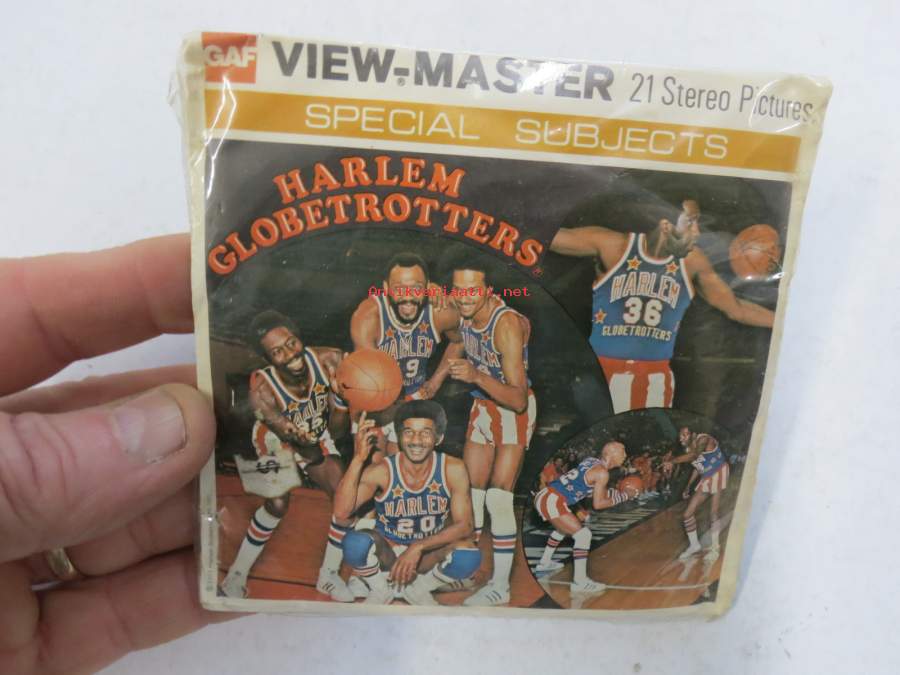 GAF VIEW-MASTER® 21 Stereo Pictures
SPECIAL SUBJECTS
HARLEM
GLOBETROTTERS®
Antikvariaatti.net
HARLEM
36
GLOBETROTTERS
HARLEM
9
HARLEM
20
GLOBETROTTERS